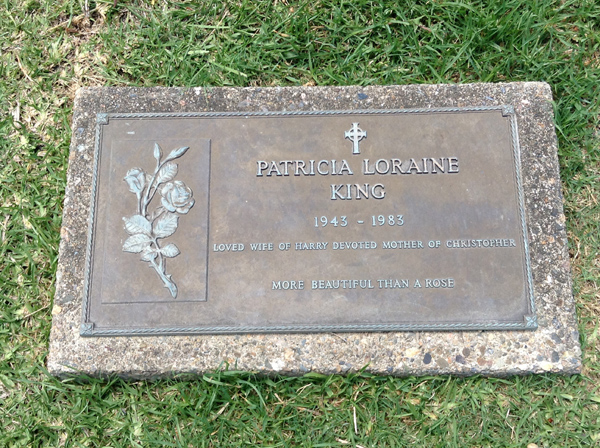 PATRICIA LORAINE
KING
1943 - 1983
LOVED WIFE OF HARRY DEVOTED MOTHER OF CHRISTOPHER
MORE BEAUTIFUL THAN A ROSE